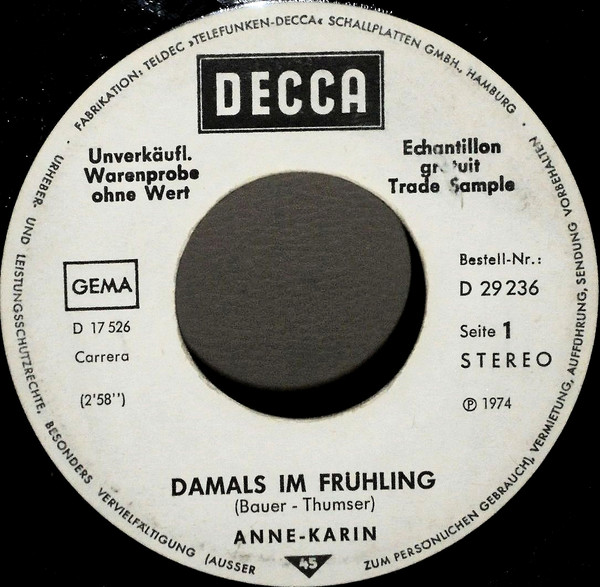 · FABRIKATION: TELDEC »TELEFUNKEN-DECCA« SCHALLPLATTEN GMBH., HAMBURG ·
DECCA
Unverkäufl.
Warenprobe
ohne Wert
Echantillon
gratuit
Trade Sample
GEMA
D 17 526
Carrera
(2'58'')
Bestell-Nr.:
D 29 236
Seite 1
STEREO
℗ 1974
DAMALS IM FRÜHLING
(Bauer - Thumser)
ANNE-KARIN
45
URHEBER- UND LEISTUNGSSCHUTZRECHTE, BESONDERS VERVIELFÄLTIGUNG (AUSSER ZUM PERSÖNLICHEN GEBRAUCH), VERMIETUNG, AUFFÜHRUNG, SENDUNG VORBEHALTEN